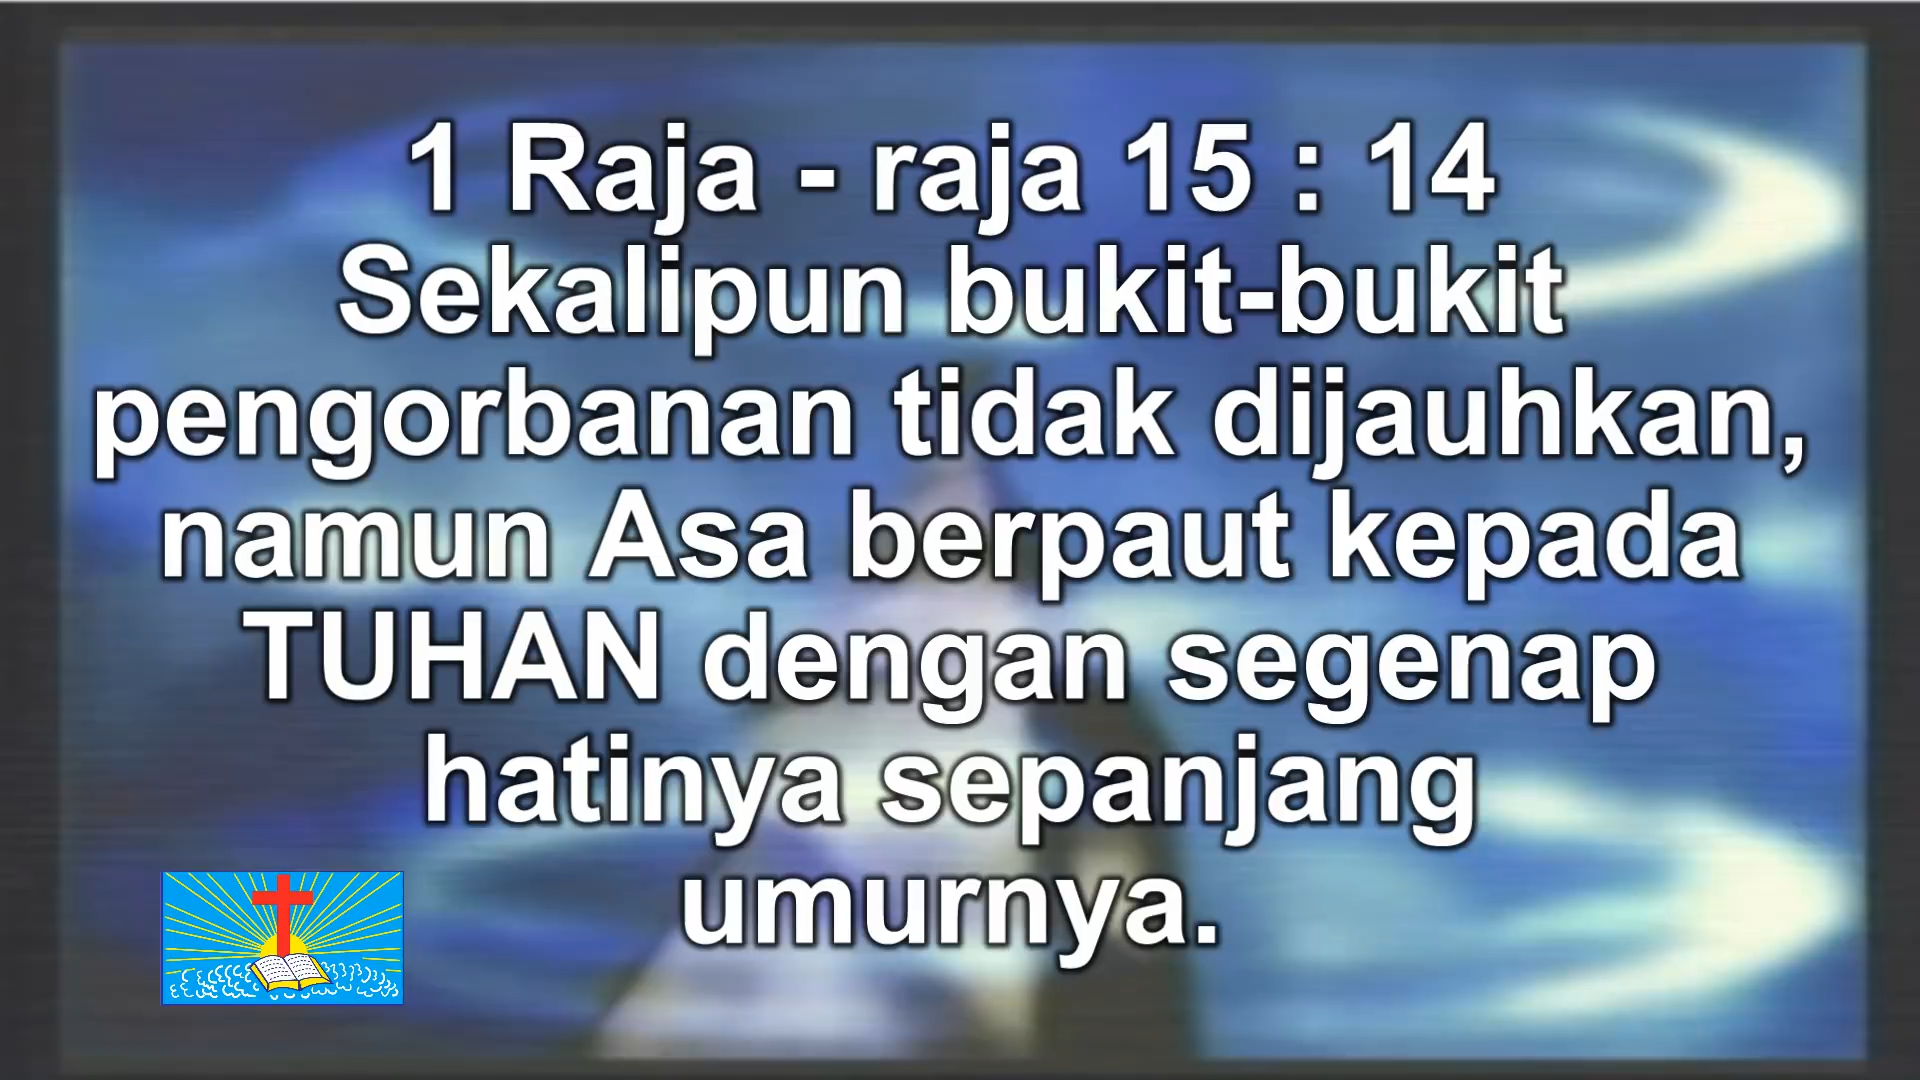 1 Raja - raja 15 : 14
Sekalipun bukit-bukit
pengorbanan tidak dijauhkan,
namun Asa berpaut kepada
TUHAN dengan segenap
hatinya sepanjang
umurnya.